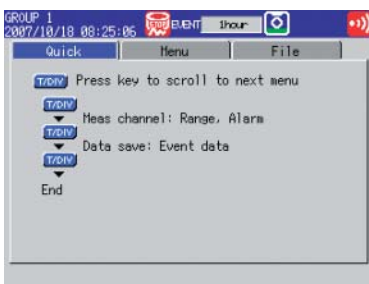 GROUP 1
2007/10/18 08:25:06 STOP EVENT 1hour
Quick Menu File
T/DIV Press key to scroll to next menu
T/DIV
Meas channel: Range, Alarm
T/DIV
Data save: Event data
T/DIV
End